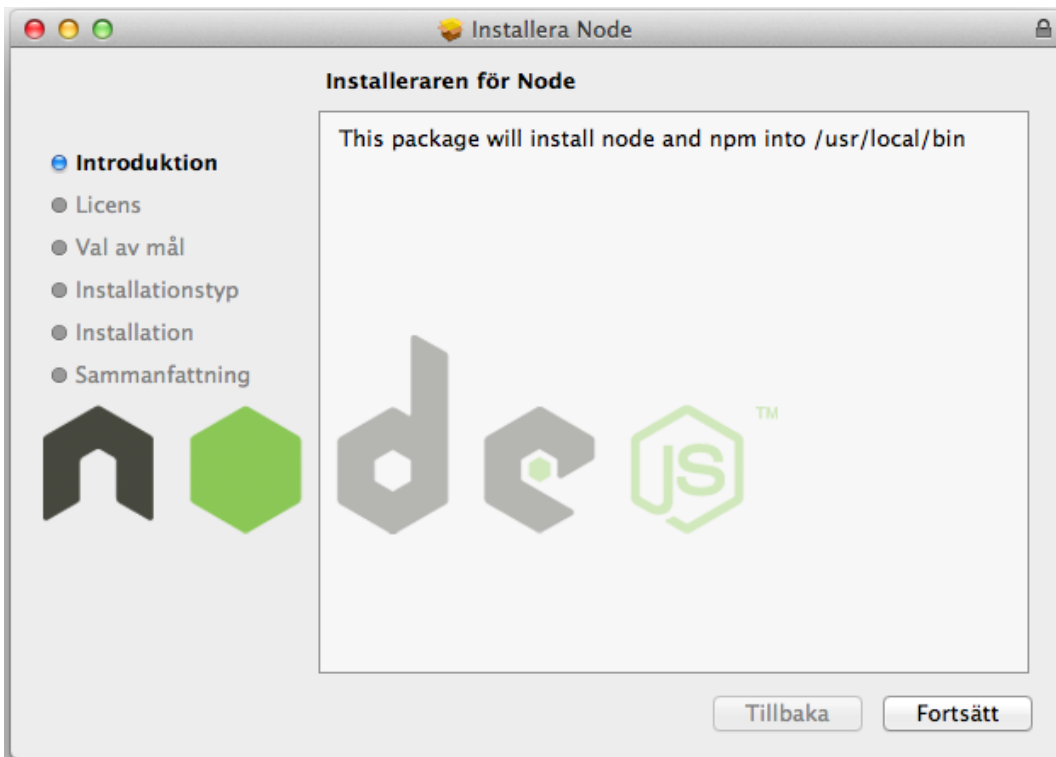 Installera Node
Installeraren för Node
This package will install node and npm into /usr/local/bin
Introduktion
Licens
Val av mål
Installationstyp
Installation
Sammanfattning
node JS TM
Tillbaka
Fortsätt